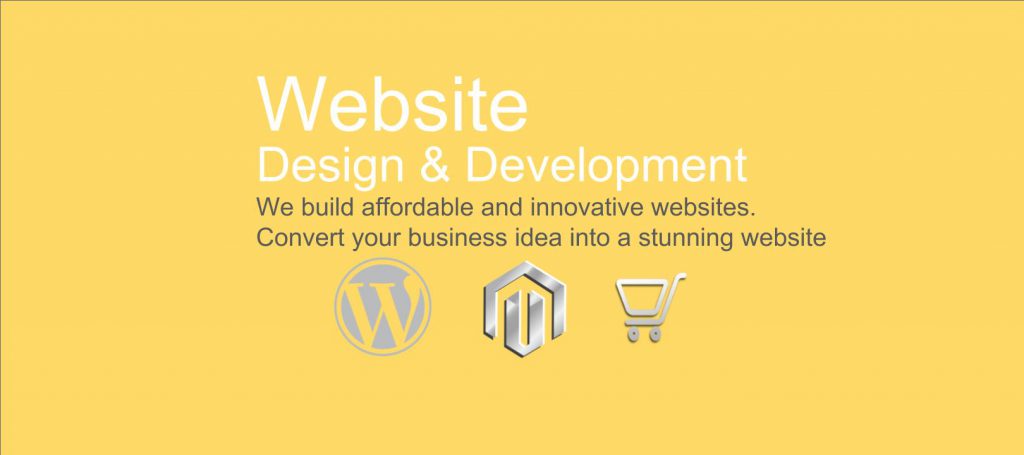 Website
Design & Development
We build affordable and innovative websites.
Convert your business idea into a stunning website